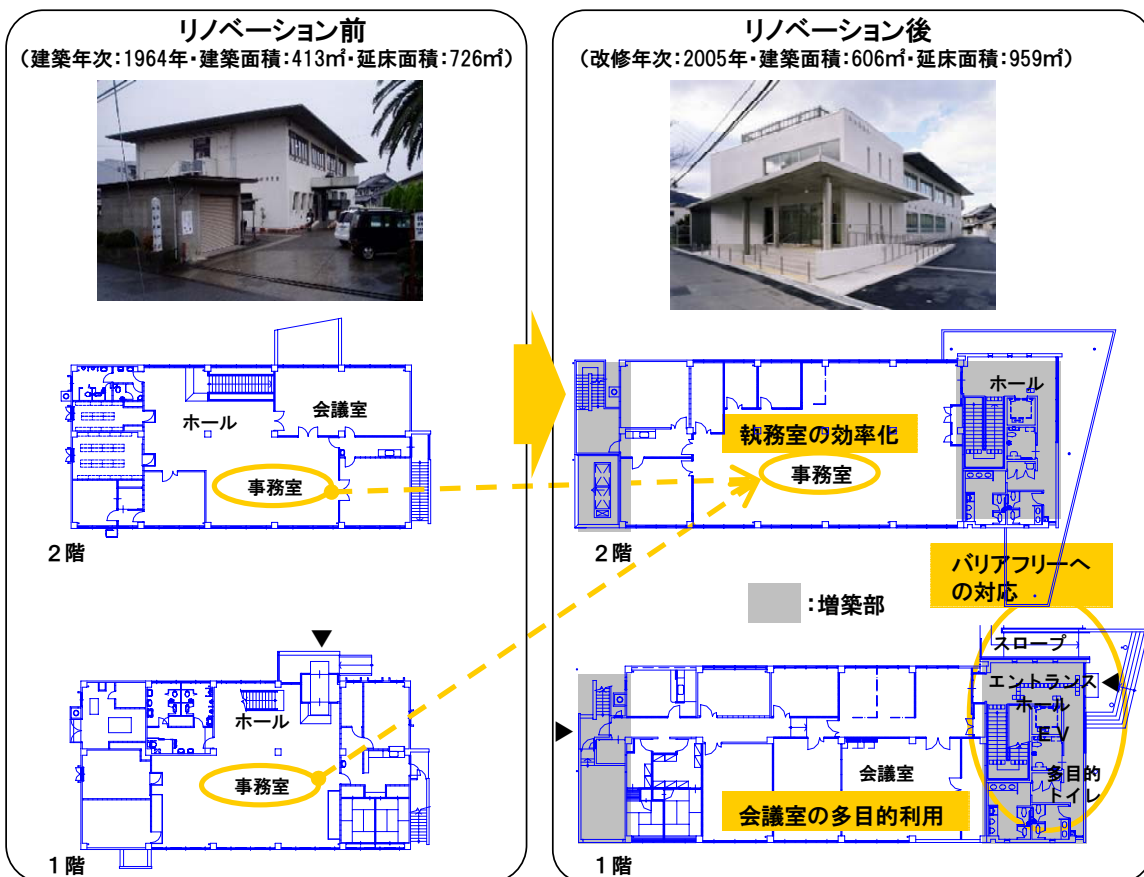 リノベーション前
（建築年次：1964年・建築面積：413㎡・延床面積：726㎡）
ホール
会議室
事務室
2階
ホール
事務室
1階
リノベーション後
（改修年次：2005年・建築面積：606㎡・延床面積：959㎡）
ホール
執務室の効率化
事務室
2階
バリアフリーへ
の対応
：増築部
スロープ
エントランス
ホール
EV
会議室
多目的
トイレ
会議室の多目的利用
1階